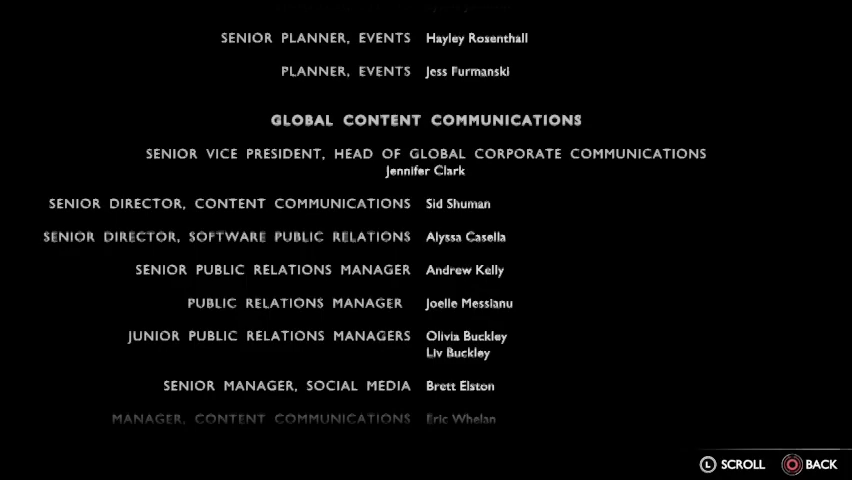 SENIOR PLANNER, EVENTS Hayley Rosenthall
PLANNER, EVENTS Jess Furmanski
GLOBAL CONTENT COMMUNICATIONS
SENIOR VICE PRESIDENT, HEAD OF GLOBAL CORPORATE COMMUNICATIONS
Jennifer Clark
SENIOR DIRECTOR, CONTENT COMMUNICATIONS Sid Shuman
SENIOR DIRECTOR, SOFTWARE PUBLIC RELATIONS Alyssa Casella
SENIOR PUBLIC RELATIONS MANAGER Andrew Kelly
PUBLIC RELATIONS MANAGER Joelle Messianu
JUNIOR PUBLIC RELATIONS MANAGERS Olivia Buckley
Liv Buckley
SENIOR MANAGER, SOCIAL MEDIA Brett Elston
MANAGER, CONTENT COMMUNICATIONS Eric Whelan
L SCROLL BACK